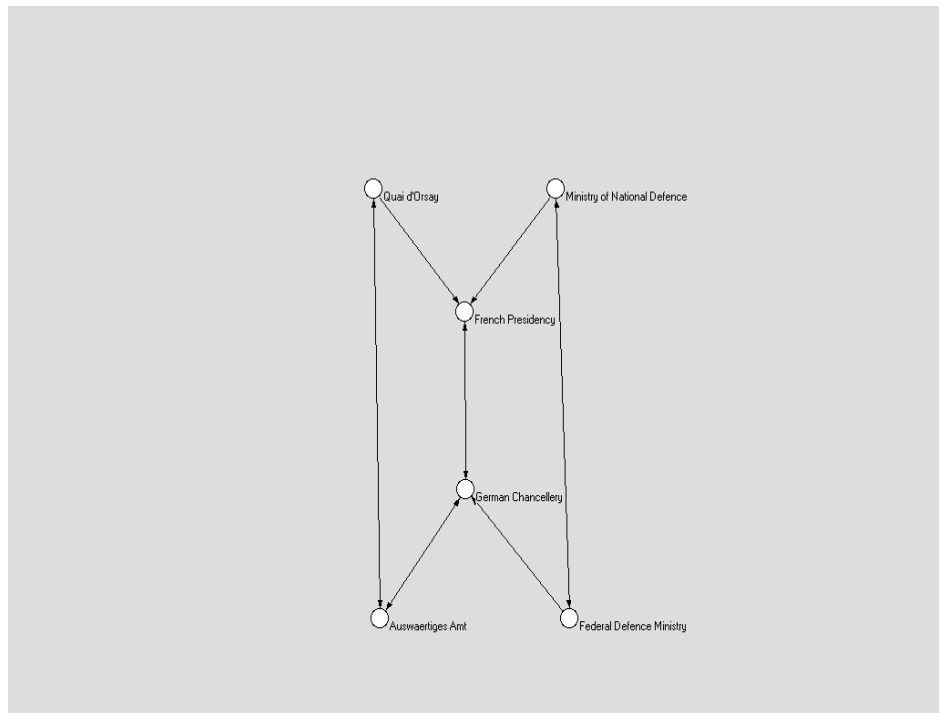 Quai d'Orsay
Ministry of National Defence
French Presidency
German Chancellery
Auswaertiges Amt
Federal Defence Ministry